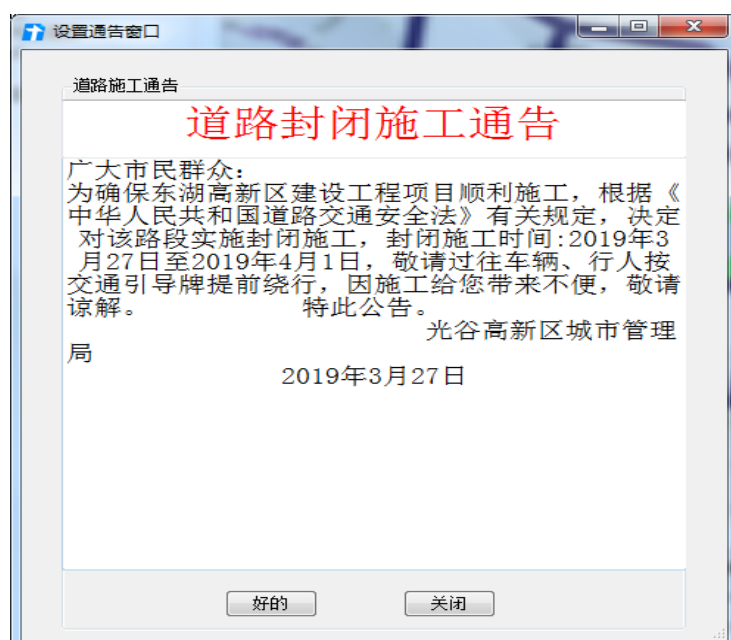 设置通告窗口
道路施工通告
道路封闭施工通告
广大市民群众：
为确保东湖高新区建设工程项目顺利施工，根据《
中华人民共和国道路交通安全法》有关规定，决定
对该路段实施封闭施工，封闭施工时间:2019年3
月27日至2019年4月1日，敬请过往车辆、行人按
交通引导牌提前绕行，因施工给您带来不便，敬请
谅解。 特此公告。
光谷高新区城市管理
局
2019年3月27日
好的 关闭